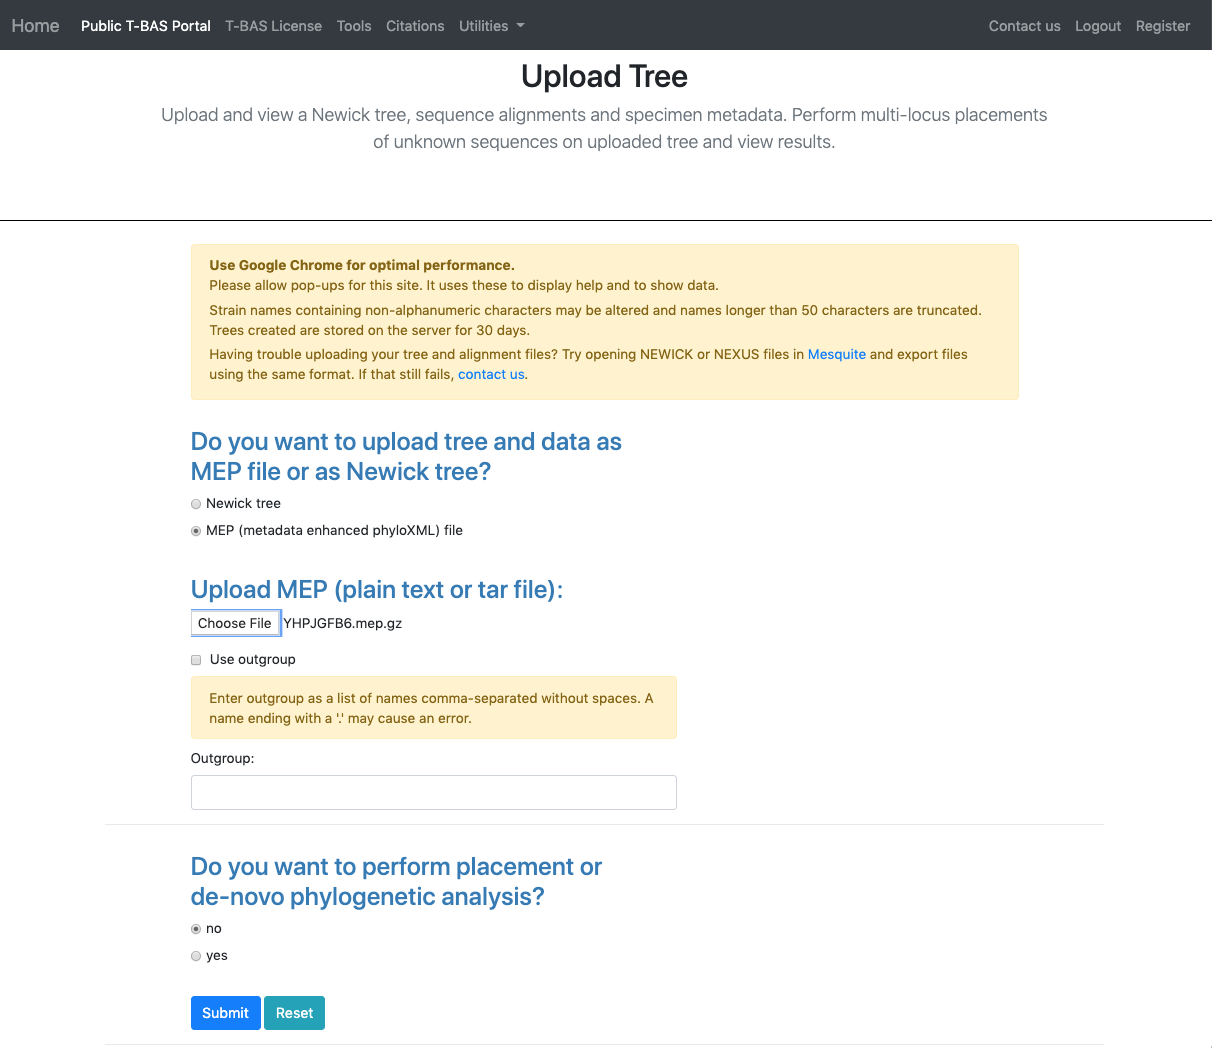 Home Public T-BAS Portal T-BAS License Tools Citations Utilities Contact us Logout Register
Upload Tree
Upload and view a Newick tree, sequence alignments and specimen metadata. Perform multi-locus placements
of unknown sequences on uploaded tree and view results.
Use Google Chrome for optimal performance.
Please allow pop-ups for this site. It uses these to display help and to show data.
Strain names containing non-alphanumeric characters may be altered and names longer than 50 characters are truncated.
Trees created are stored on the server for 30 days.
Having trouble uploading your tree and alignment files? Try opening NEWICK or NEXUS files in Mesquite and export files
using the same format. If that still fails, contact us.
Do you want to upload tree and data as
MEP file or as Newick tree?
Newick tree
MEP (metadata enhanced phyloXML) file
Upload MEP (plain text or tar file):
Choose File YHPJGFB6.mep.gz
Use outgroup
Enter outgroup as a list of names comma-separated without spaces. A
name ending with a '.' may cause an error.
Outgroup:
Do you want to perform placement or
de-novo phylogenetic analysis?
no
yes
Submit Reset